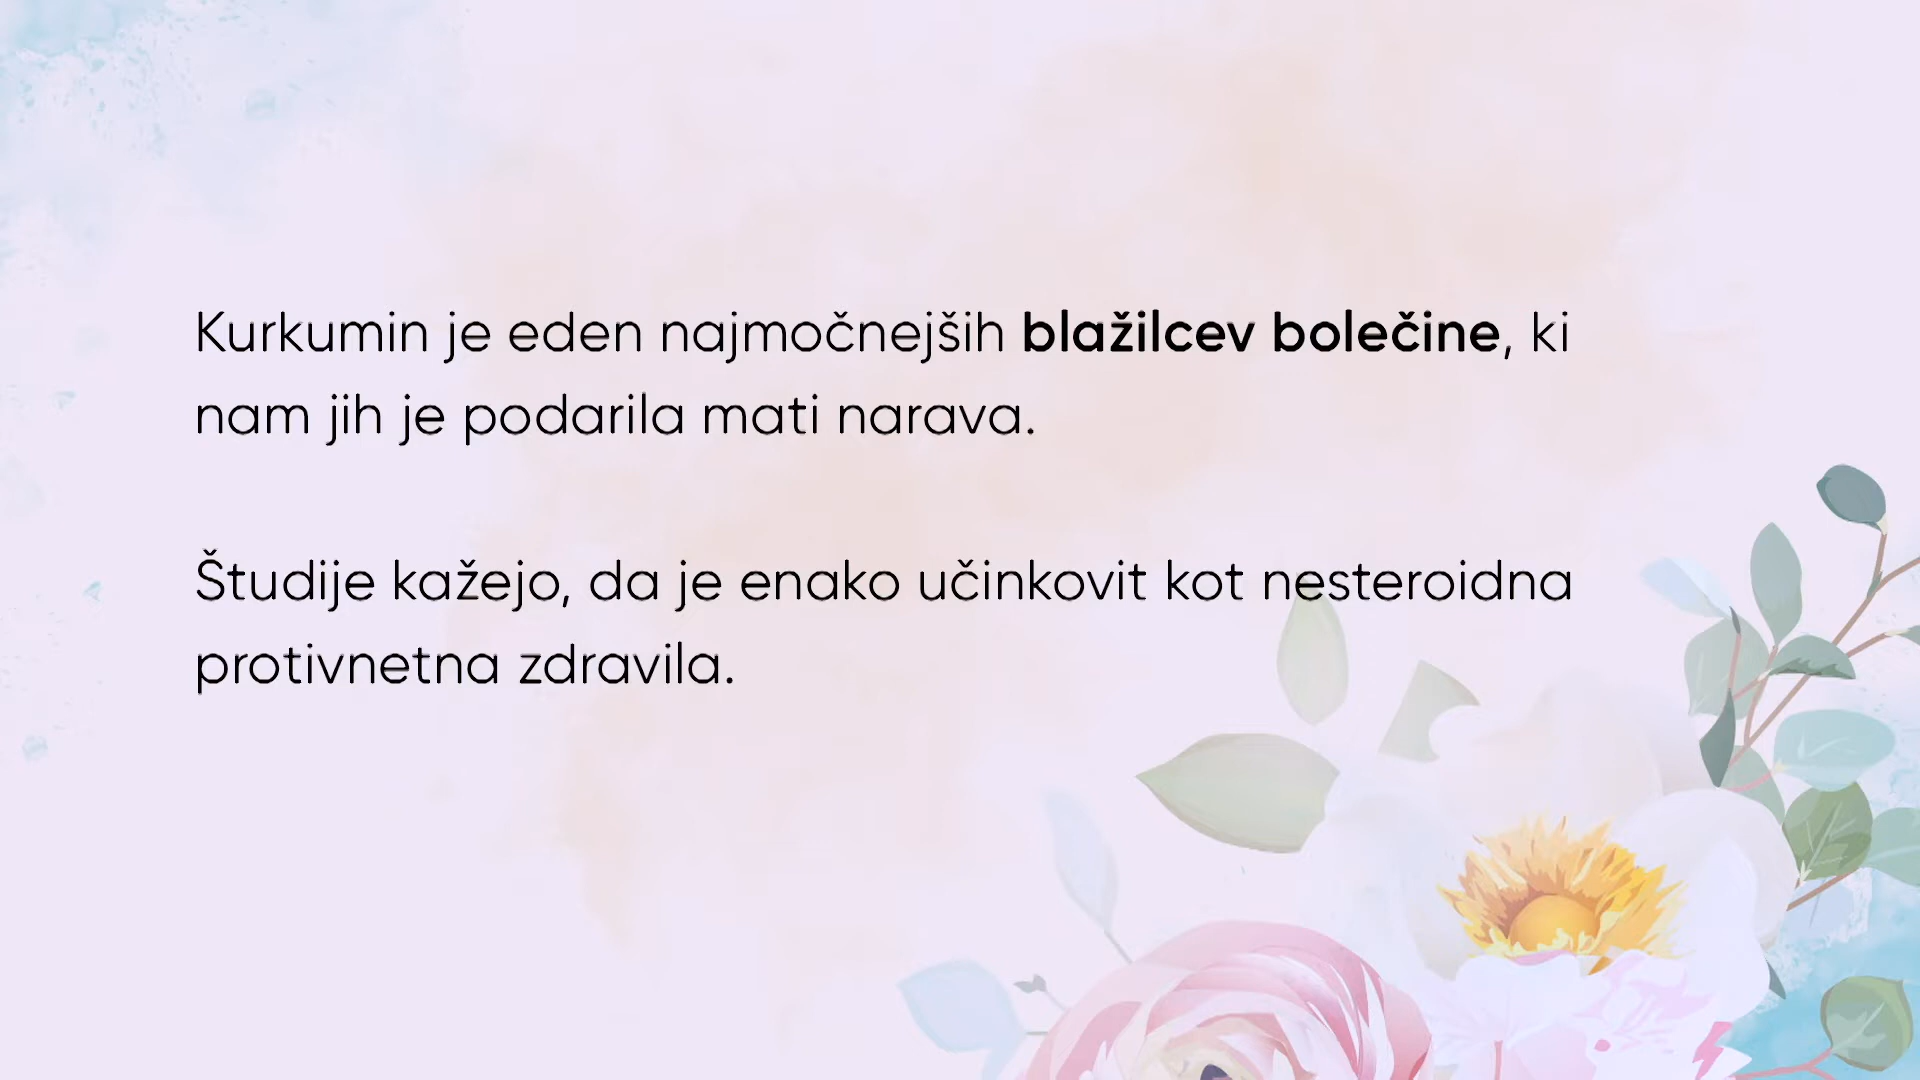 Kurkumin je eden najmočnejših blažilcev bolečine, ki
nam jih je podarila mati narava.
Študije kažejo, da je enako učinkovit kot nesteroidna
protivnetna zdravila.